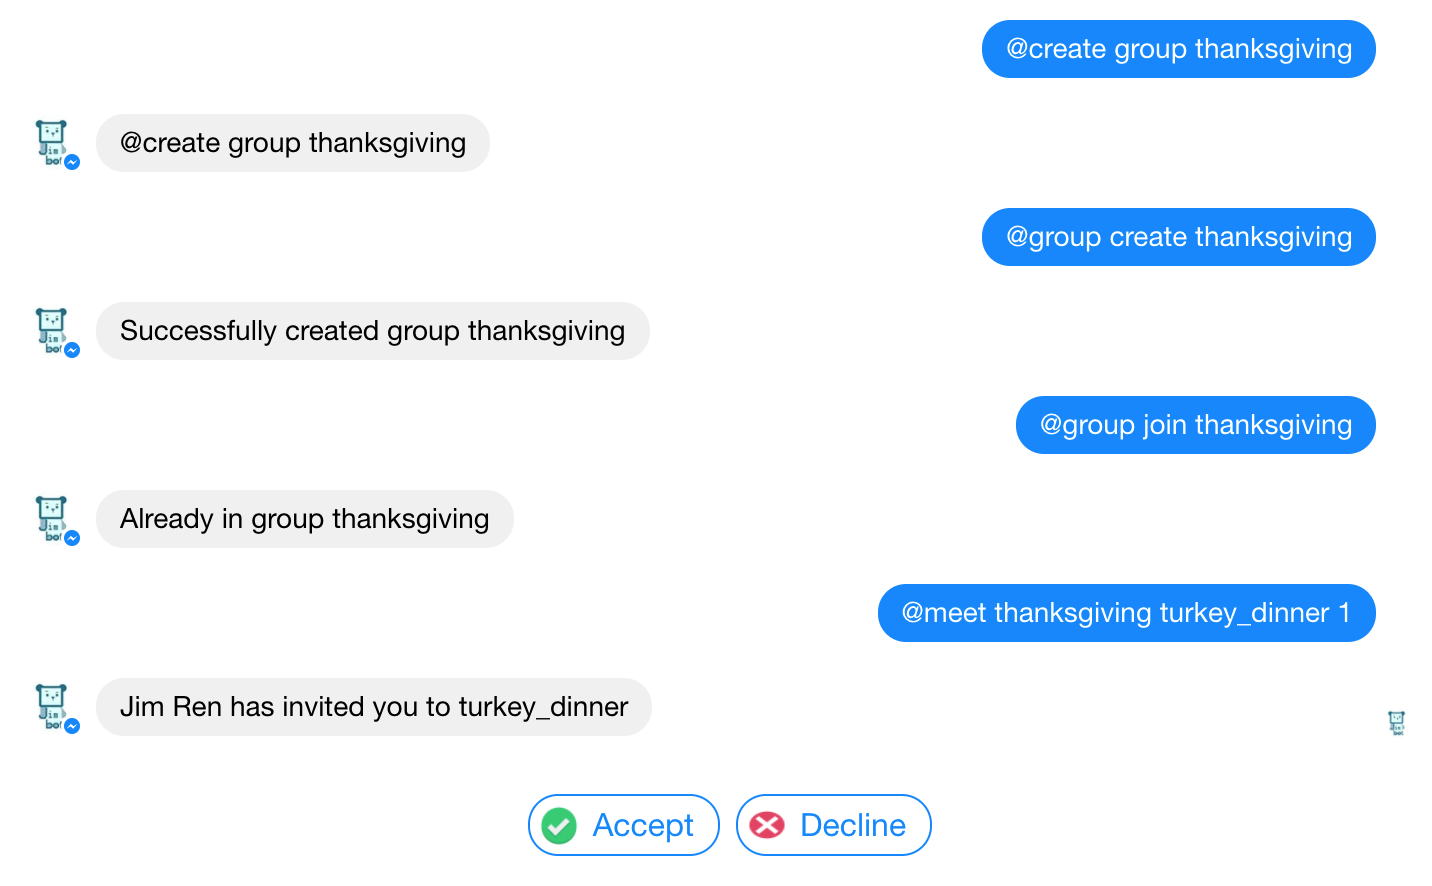 @create group thanksgiving
@create group thanksgiving
@group create thanksgiving
Successfully created group thanksgiving
@group join thanksgiving
Already in group thanksgiving
@meet thanksgiving turkey_dinner 1
Jim Ren has invited you to turkey_dinner
Accept
Decline